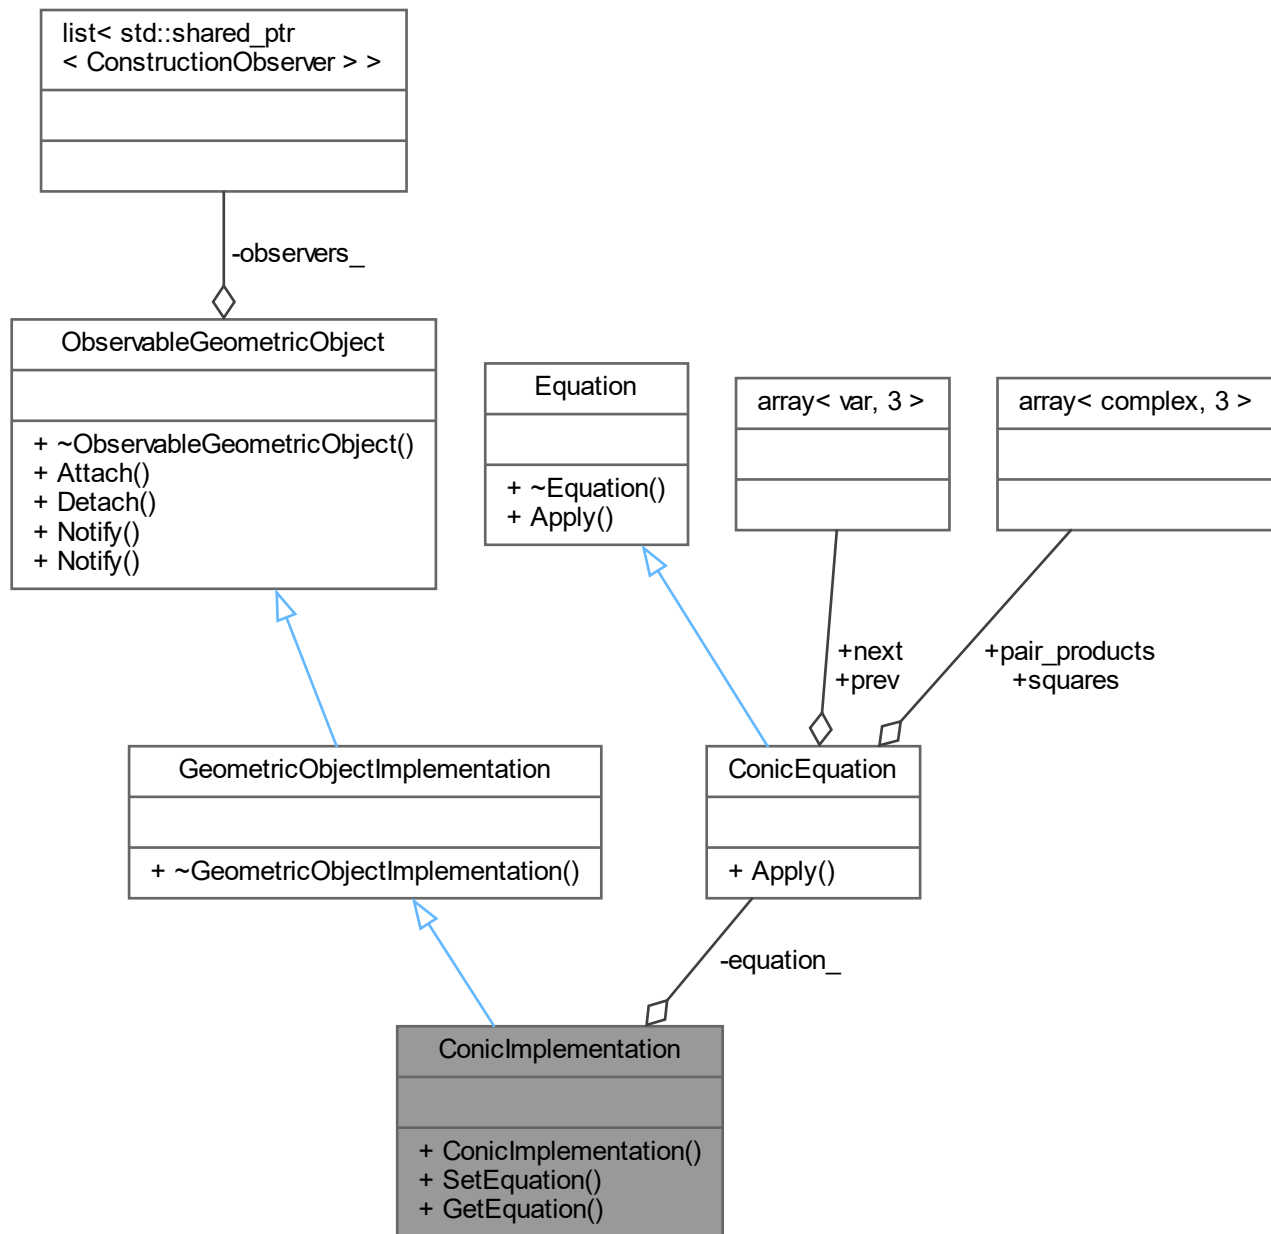 list< std::shared_ptr
< ConstructionObserver > >
-observers_
ObservableGeometricObject
+ ~ObservableGeometricObject()
+ Attach()
+ Detach()
+ Notify()
+ Notify()
Equation
+ ~Equation()
+ Apply()
array< var, 3 >
array< complex, 3 >
+next
+prev
+pair_products
+squares
GeometricObjectImplementation
+ ~GeometricObjectImplementation()
ConicEquation
+ Apply()
-equation_
ConicImplementation
+ ConicImplementation()
+ SetEquation()
+ GetEquation()